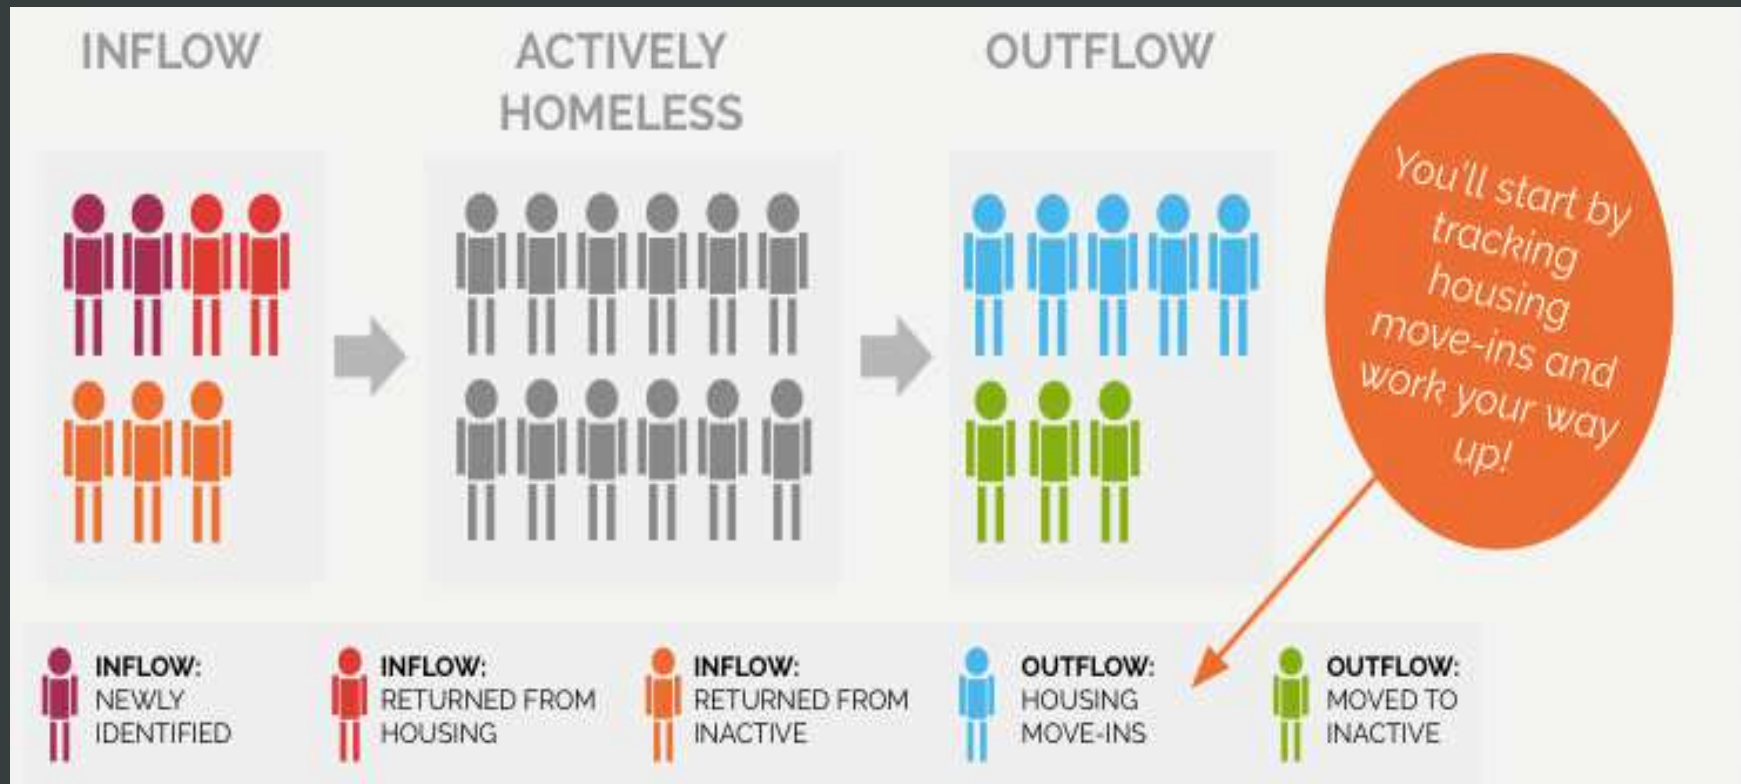 INFLOW
ACTIVELY
HOMELESS
OUTFLOW
You'll start by
tracking
housing
move-ins and
work your way
up!
INFLOW:
NEWLY
IDENTIFIED
INFLOW:
RETURNED FROM
HOUSING
INFLOW:
RETURNED FROM
INACTIVE
OUTFLOW:
HOUSING
MOVE-INS
OUTFLOW:
MOVED TO
INACTIVE